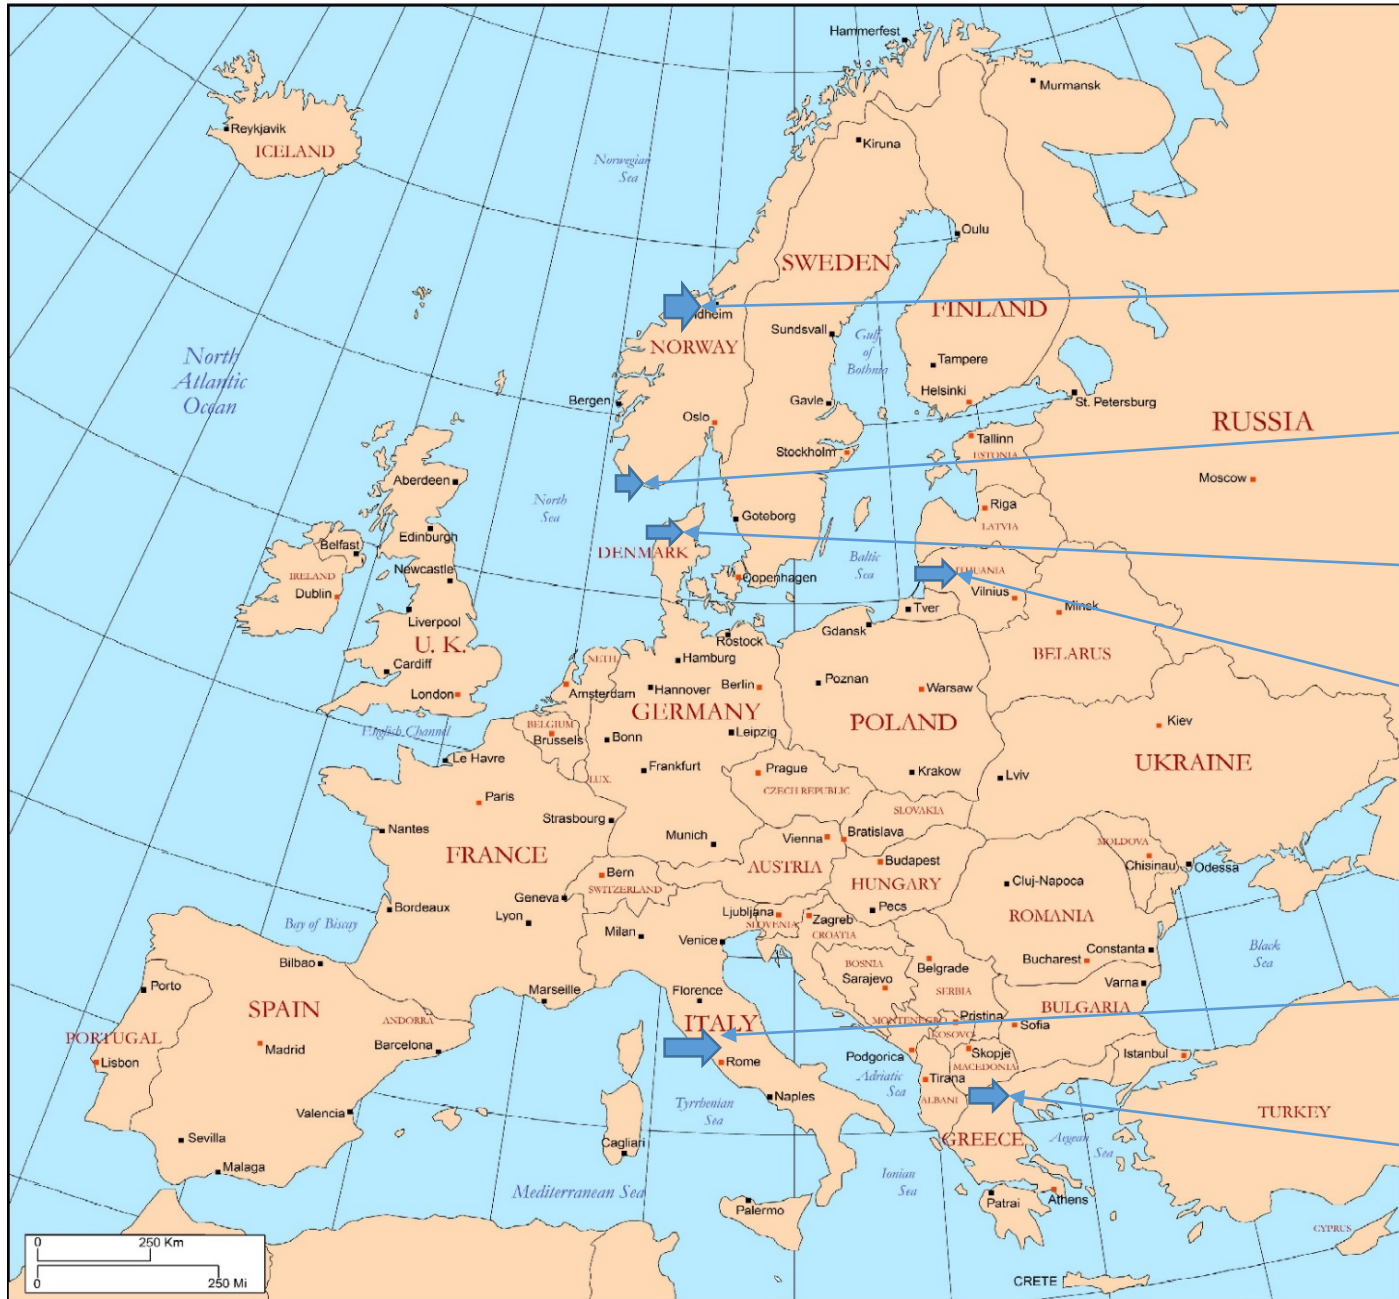 Hammerfest
Murmansk
Reykjavik
ICELAND
Kiruna
Norwegian
Sea
Oulu
SWEDEN
FINLAND
ndheim
Sundsvall
NORWAY
Gulf
of
Bothnia
North
Atlantic
Ocean
Tampere
Helsinki
Bergen
Gavle
St. Petersburg
Oslo
RUSSIA
Tallinn
ESTONIA
Stockholm
Moscow
Aberdeen
North
Sea
Riga
LATVIA
Goteborg
Edinburgh
Belfast
DENMARK
Baltic
Sea
IRELAND
Newcastle
Copenhagen
ITHUANIA
Dublin
Vilnius
Minsk
Liverpool
Tver
Gdansk
U. K.
Rostock
NETH.
Hamburg
BELARUS
Cardiff
London
Amsterdam
Hannover
Berlin
Poznan
Warsaw
GERMANY
POLAND
English Channel
BELGIUM
Brussels
Bonn
Leipzig
Kiev
Le Havre
Frankfurt
Prague
Krakow
Lviv
UKRAINE
LUX.
CZECH REPUBLIC
Paris
SLOVAKIA
Strasbourg
Nantes
Munich
Vienna
Bratislava
MOLDOVA
FRANCE
AUSTRIA
Budapest
Chisinau
Odessa
Bern
SWITZERLAND
HUNGARY
Cluj-Napoca
Geneva
Bordeaux
Pecs
Bay of Biscay
Lyon
Ljubljana
SLOVENIA
Zagreb
CROATIA
ROMANIA
Milan
Venice
Constanta
Black
Sea
Bilbao
BOSNIA
Sarajevo
Belgrade
Bucharest
Porto
Florence
SERBIA
Varna
SPAIN
Marseille
BULGARIA
ANDORRA
ITALY
MONTENEGRO
Pristina
KOSOVO
Sofia
PORTUGAL
Madrid
Barcelona
Podgorica
Skopje
MACEDONIA
Istanbul
Lisbon
Rome
Adriatic
Sea
Tirana
ALBANI
Naples
Valencia
Tyrrhenian
Sea
TURKEY
Sevilla
Cagliari
GREECE
Aegean
Sea
Malaga
Ionian
Sea
Mediterranean Sea
Palermo
Patrai
Athens
CYPRUS
0 250 Km
0 250 Mi
CRETE